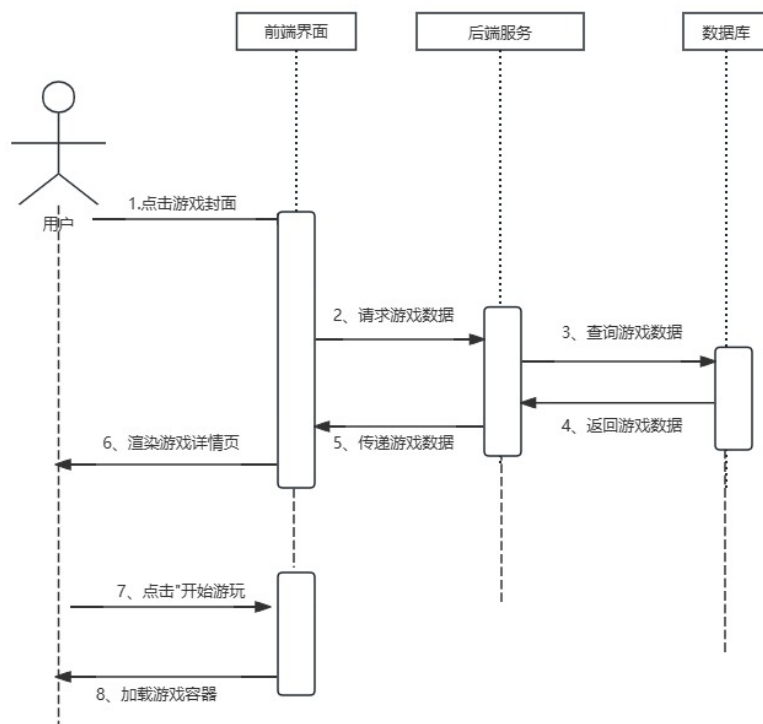 前端界面
后端服务
数据库
用户
1.点击游戏封面
2、请求游戏数据
3、查询游戏数据
4、返回游戏数据
5、传递游戏数据
6、渲染游戏详情页
7、点击"开始游玩
8、加载游戏容器